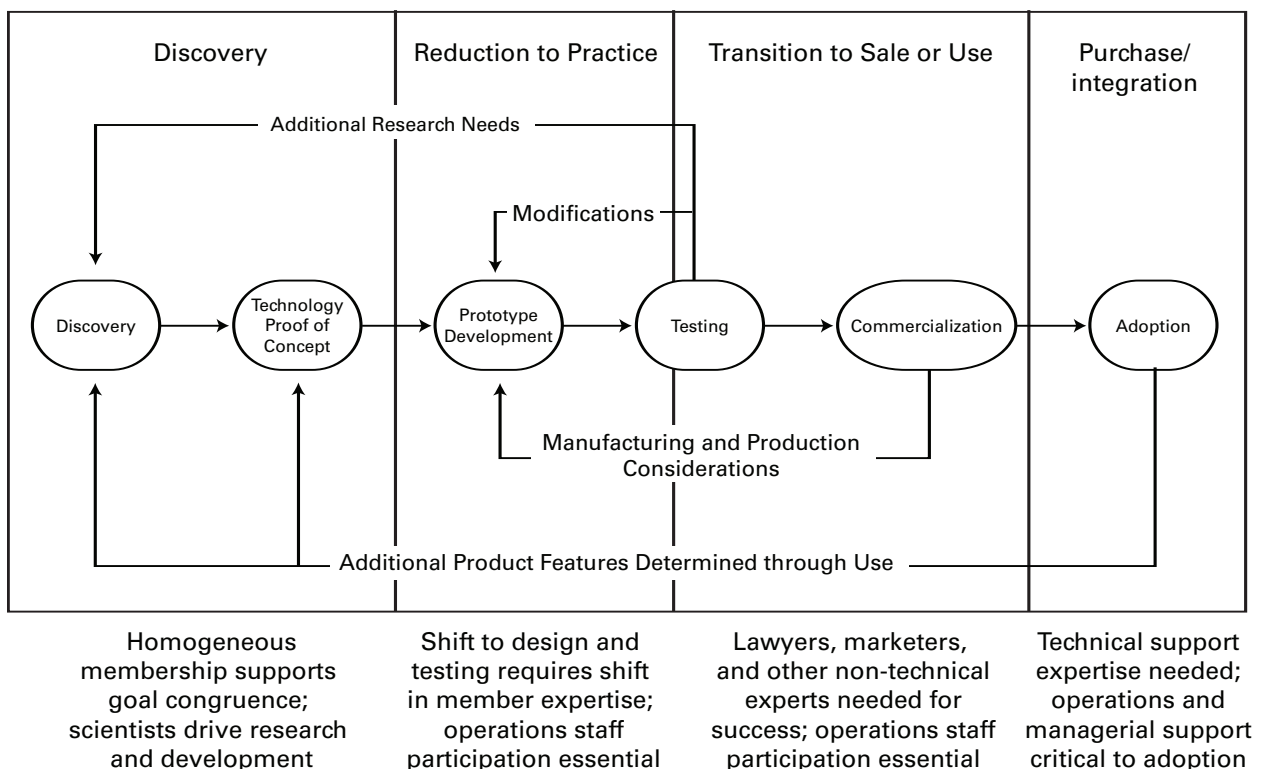 Discovery
Reduction to Practice
Transition to Sale or Use
Purchase/
integration
Additional Research Needs
Modifications
Discovery
Technology
Proof of
Concept
Prototype
Development
Testing
Commercialization
Adoption
Manufacturing and Production
Considerations
Additional Product Features Determined through Use
Homogeneous
membership supports
goal congruence;
scientists drive research
and development
Shift to design and
testing requires shift
in member expertise;
operations staff
participation essential
Lawyers, marketers,
and other non-technical
experts needed for
success; operations staff
participation essential
Technical support
expertise needed;
operations and
managerial support
critical to adoption